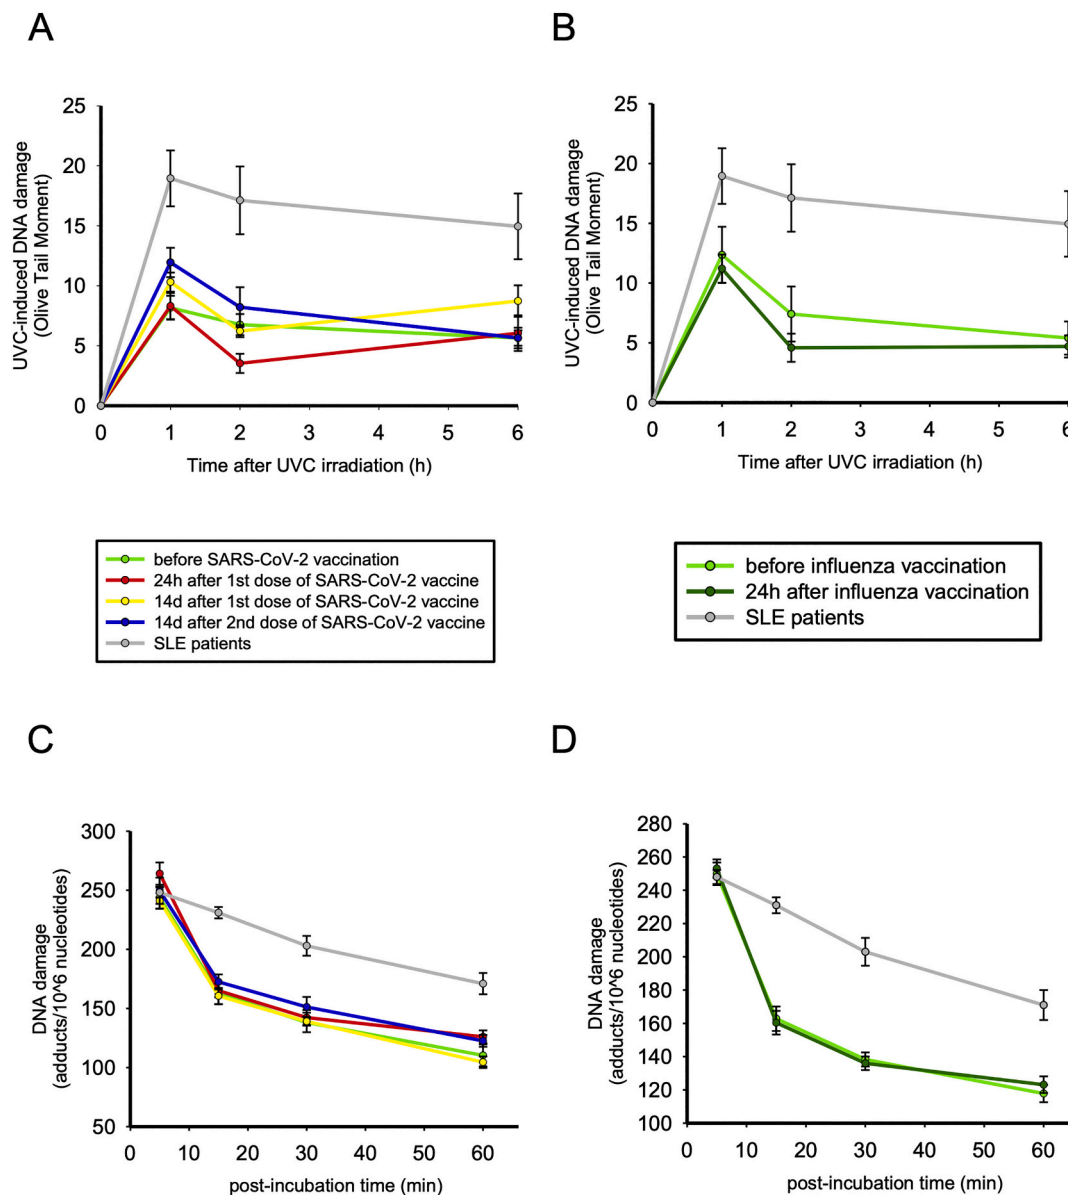 A
B
UVC-induced DNA damage
(Olive Tail Moment)
25
20
15
10
5
0
0 1 2 3 4 5 6
Time after UVC irradiation (h)
UVC-induced DNA damage
(Olive Tail Moment)
25
20
15
10
5
0
0 1 2 3 4 5 6
Time after UVC irradiation (h)
before SARS-CoV-2 vaccination
24h after 1st dose of SARS-CoV-2 vaccine
14d after 1st dose of SARS-CoV-2 vaccine
14d after 2nd dose of SARS-CoV-2 vaccine
SLE patients
before influenza vaccination
24h after influenza vaccination
SLE patients
C
D
DNA damage
(adducts/10^6 nucleotides)
300
250
200
150
100
50
0 10 20 30 40 50 60
post-incubation time (min)
DNA damage
(adducts/10^6 nucleotides)
280
260
240
220
200
180
160
140
120
100
0 10 20 30 40 50 60
post-incubation time (min)